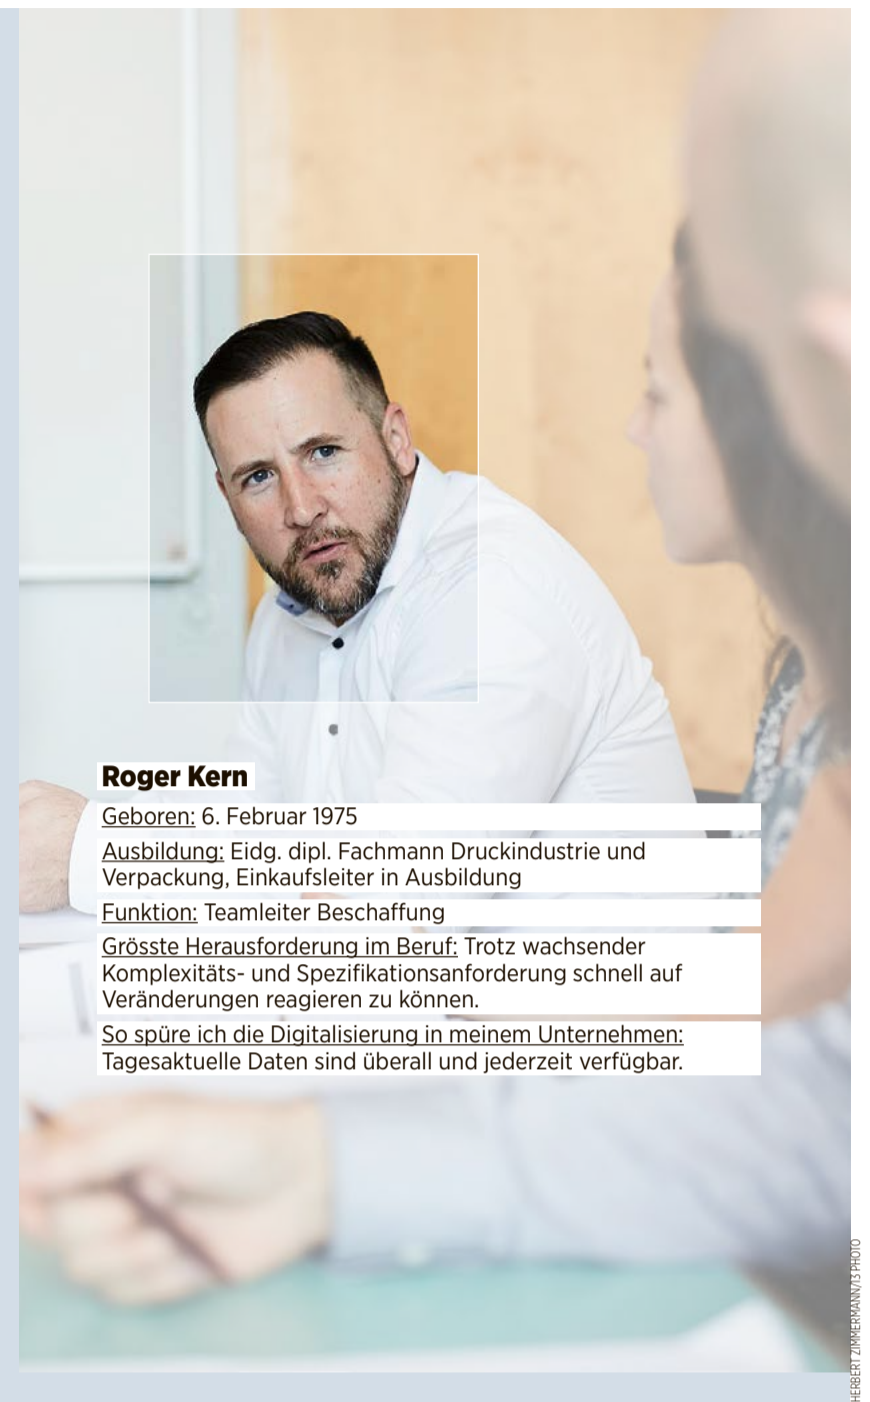 Roger Kern
Geboren: 6. Februar 1975
Ausbildung: Eidg. dipl. Fachmann Druckindustrie und
Verpackung, Einkaufsleiter in Ausbildung
Funktion: Teamleiter Beschaffung
Grösste Herausforderung im Beruf: Trotz wachsender
Komplexitäts- und Spezifikationsanforderung schnell auf
Veränderungen reagieren zu können.
So spüre ich die Digitalisierung in meinem Unternehmen:
Tagesaktuelle Daten sind überall und jederzeit verfügbar.
HERBERT ZIMMERMANN/13 PHOTO